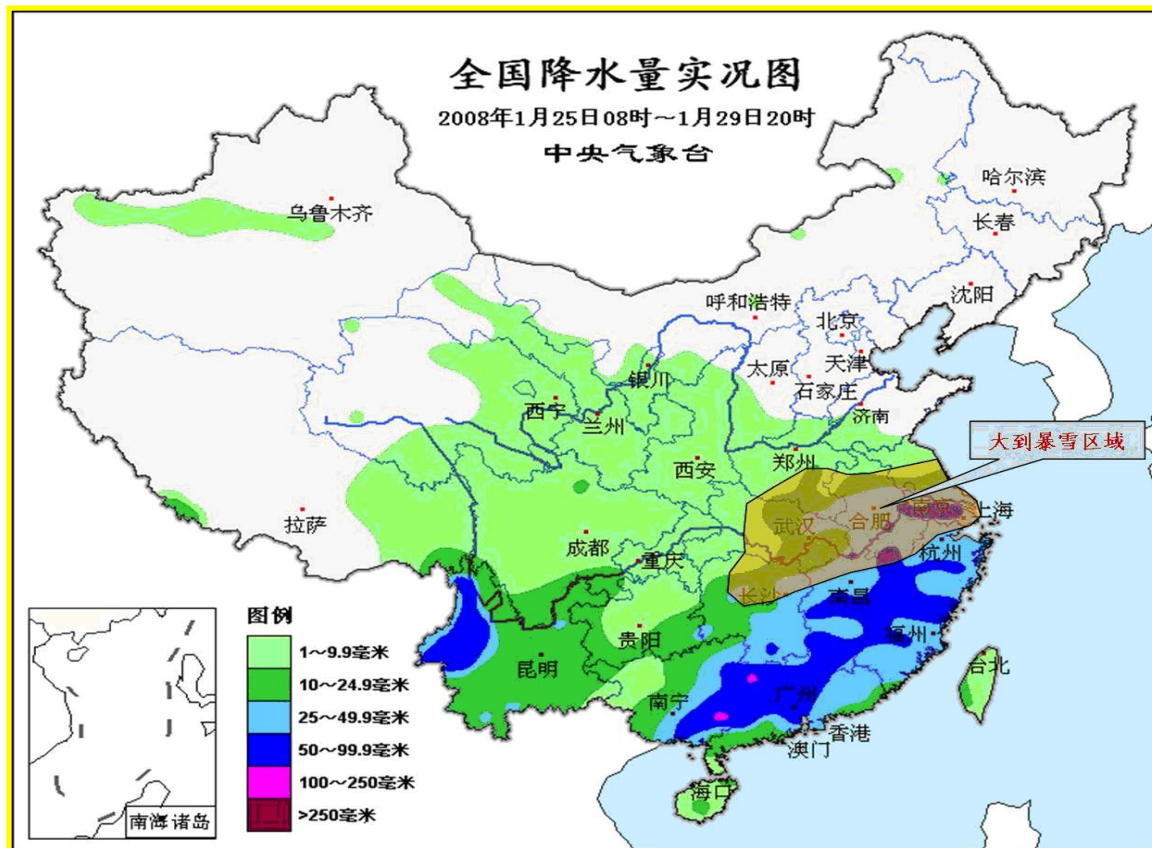 全国降水量实况图
2008年1月25日08时～1月29日20时
中央气象台
哈尔滨
乌鲁木齐
长春
沈阳
呼和浩特
北京
天津
太原
石家庄
银川
济南
西宁
兰州
大到暴雪区域
郑州
西安
拉萨
南京
合肥
上海
武汉
成都
杭州
重庆
长沙
南昌
贵阳
福州
昆明
台北
南宁
广州
香港
澳门
海口
图例
1～9.9毫米
10～24.9毫米
25～49.9毫米
50～99.9毫米
100～250毫米
>250毫米
南海诸岛